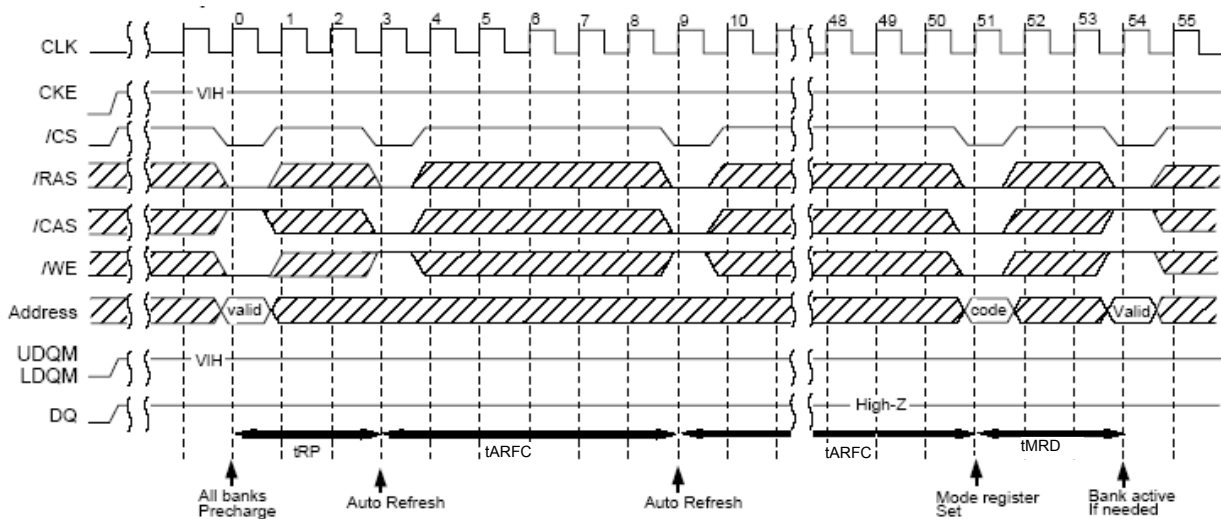 0 1 2 3 4 5 6 7 8 9 10 48 49 50 51 52 53 54 55
CLK
CKE VIH
/CS
/RAS
/CAS
/WE
Address valid code Valid
UDQM
LDQM VIH
DQ High-Z
tRP tARFC tARFC tMRD
All banks
Precharge
Auto Refresh
Auto Refresh
Mode register
Set
Bank active
If needed